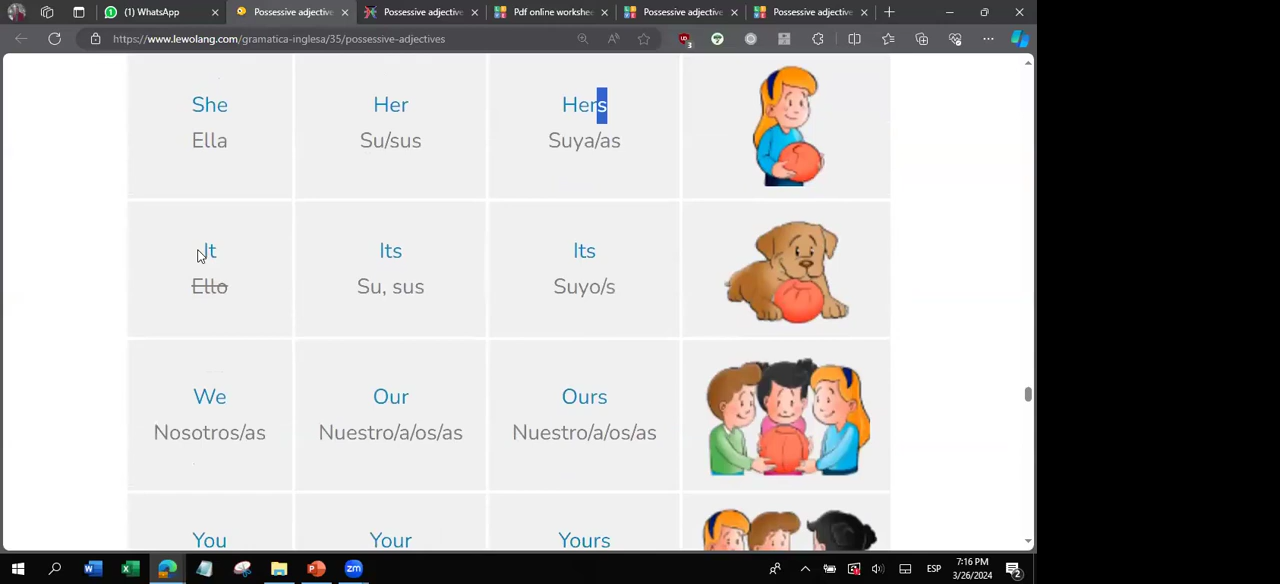 WhatsApp
Possessive adjective
Possessive adjective
Pdf online workshee
Possessive adjective
Possessive adjective
https://www.lewolang.com/gramatica-inglesa/35/possessive-adjectives
She
Her
Hers
Ella
Su/sus
Suya/as
It
Its
Its
Ello
Su, sus
Suyo/s
We
Our
Ours
Nosotros/as
Nuestro/a/os/as
Nuestro/a/os/as
You
Your
Yours
ESP
7:16 PM
3/26/2024